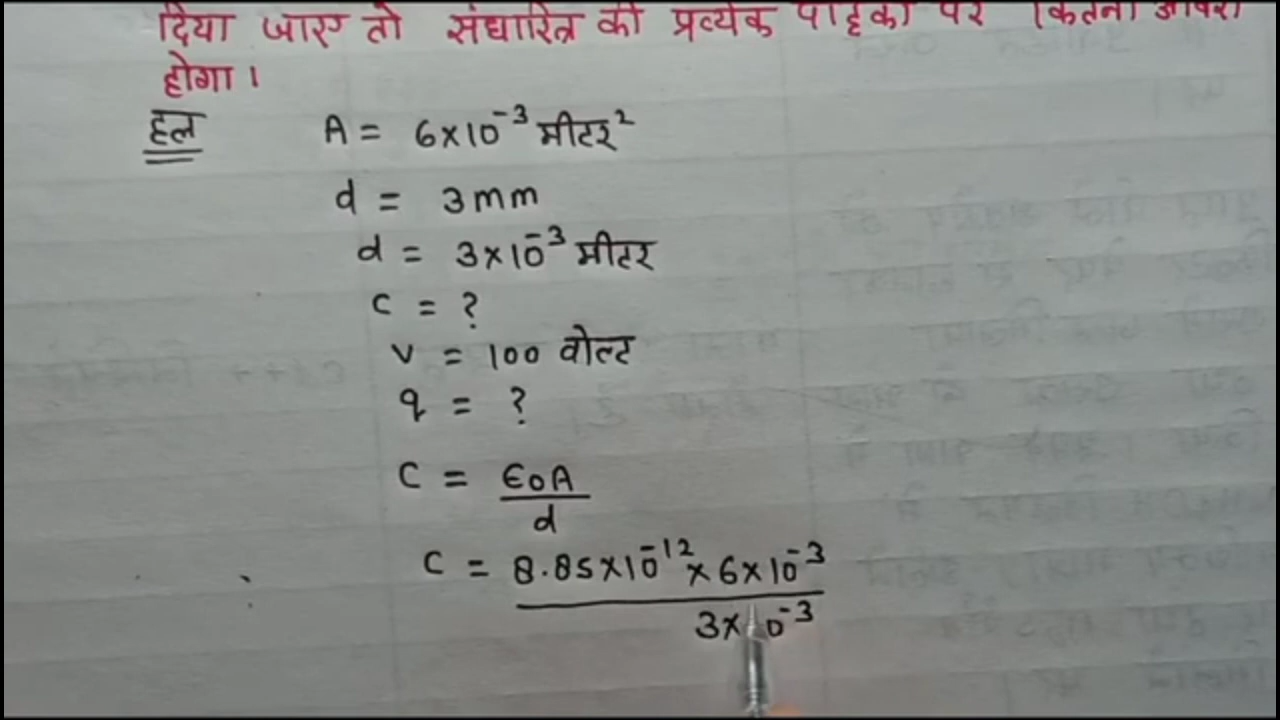 दिया जाए तो संधारित्र की प्रत्येक पर
होगा।
हल A = 6×10⁻³ मीटर²
d = 3mm
d = 3×10⁻³ मीटर
C = ?
V = 100 वोल्ट
q = ?
C = ϵ0A
d
C = 8.85×10⁻¹² × 6×10⁻³
3×10⁻³